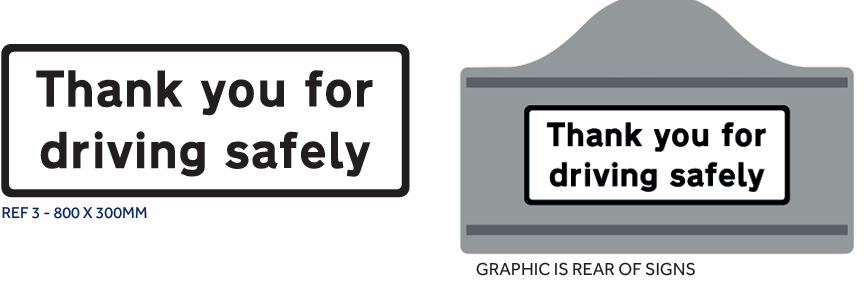 Thank you for
driving safely
REF 3 - 800 X 300MM
Thank you for
driving safely
GRAPHIC IS REAR OF SIGNS